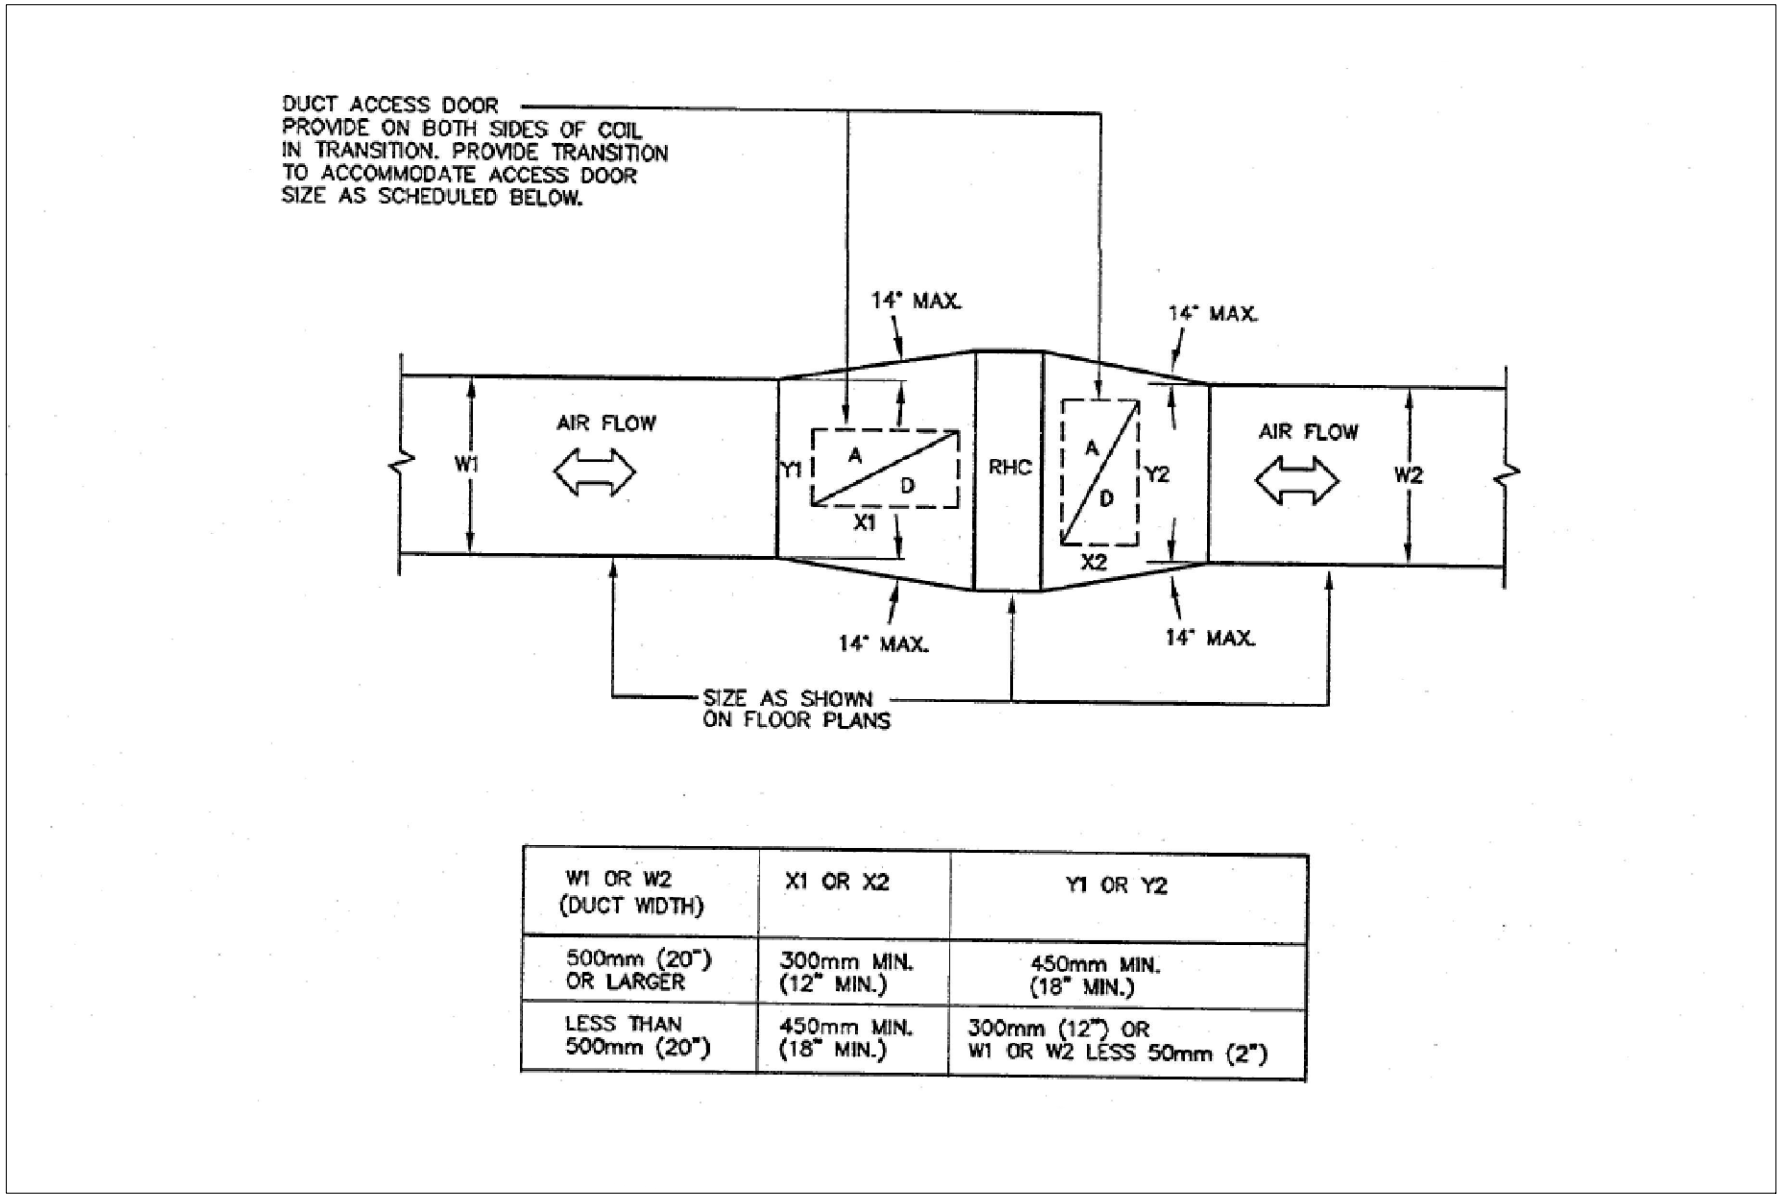 DUCT ACCESS DOOR
PROVIDE ON BOTH SIDES OF COIL
IN TRANSITION. PROVIDE TRANSITION
TO ACCOMMODATE ACCESS DOOR
SIZE AS SCHEDULED BELOW.
14° MAX.
14° MAX.
AIR FLOW
AIR FLOW
W1
Y1
A
D
X1
RHC
A
D
Y2
X2
W2
14° MAX.
14° MAX.
SIZE AS SHOWN
ON FLOOR PLANS
W1 OR W2
(DUCT WIDTH)
X1 OR X2
Y1 OR Y2
500mm (20")
OR LARGER
300mm MIN.
(12" MIN.)
450mm MIN.
(18" MIN.)
LESS THAN
500mm (20")
450mm MIN.
(18" MIN.)
300mm (12") OR
W1 OR W2 LESS 50mm (2")